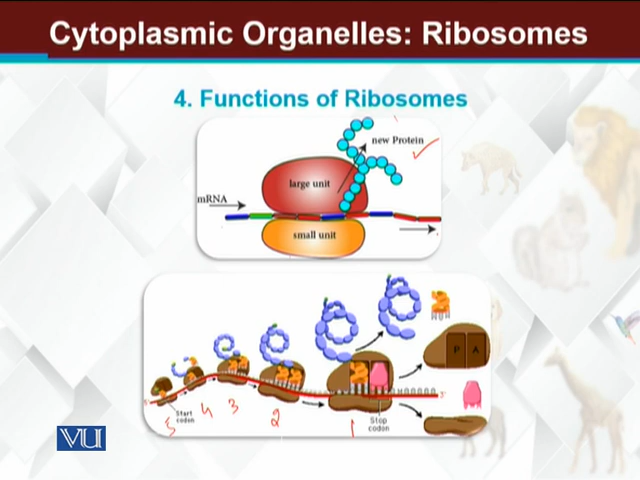 Cytoplasmic Organelles: Ribosomes
4. Functions of Ribosomes
new Protein
large unit
mRNA
small unit
P A
3'
Start codon
Stop codon
5 4 3 2 1
VU